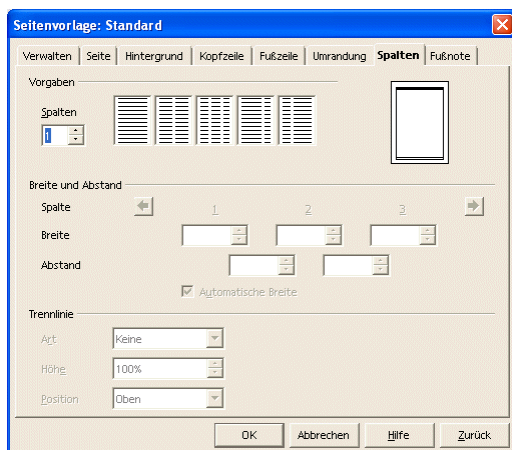 Seitenvorlage: Standard
Verwalten Seite Hintergrund Kopfzeile Fußzeile Umrandung Spalten Fußnote
Vorgaben
Spalten
1
Breite und Abstand
Spalte 1 2 3
Breite
Abstand
Automatische Breite
Trennlinie
Art Keine
Höhe 100%
Position Oben
OK Abbrechen Hilfe Zurück